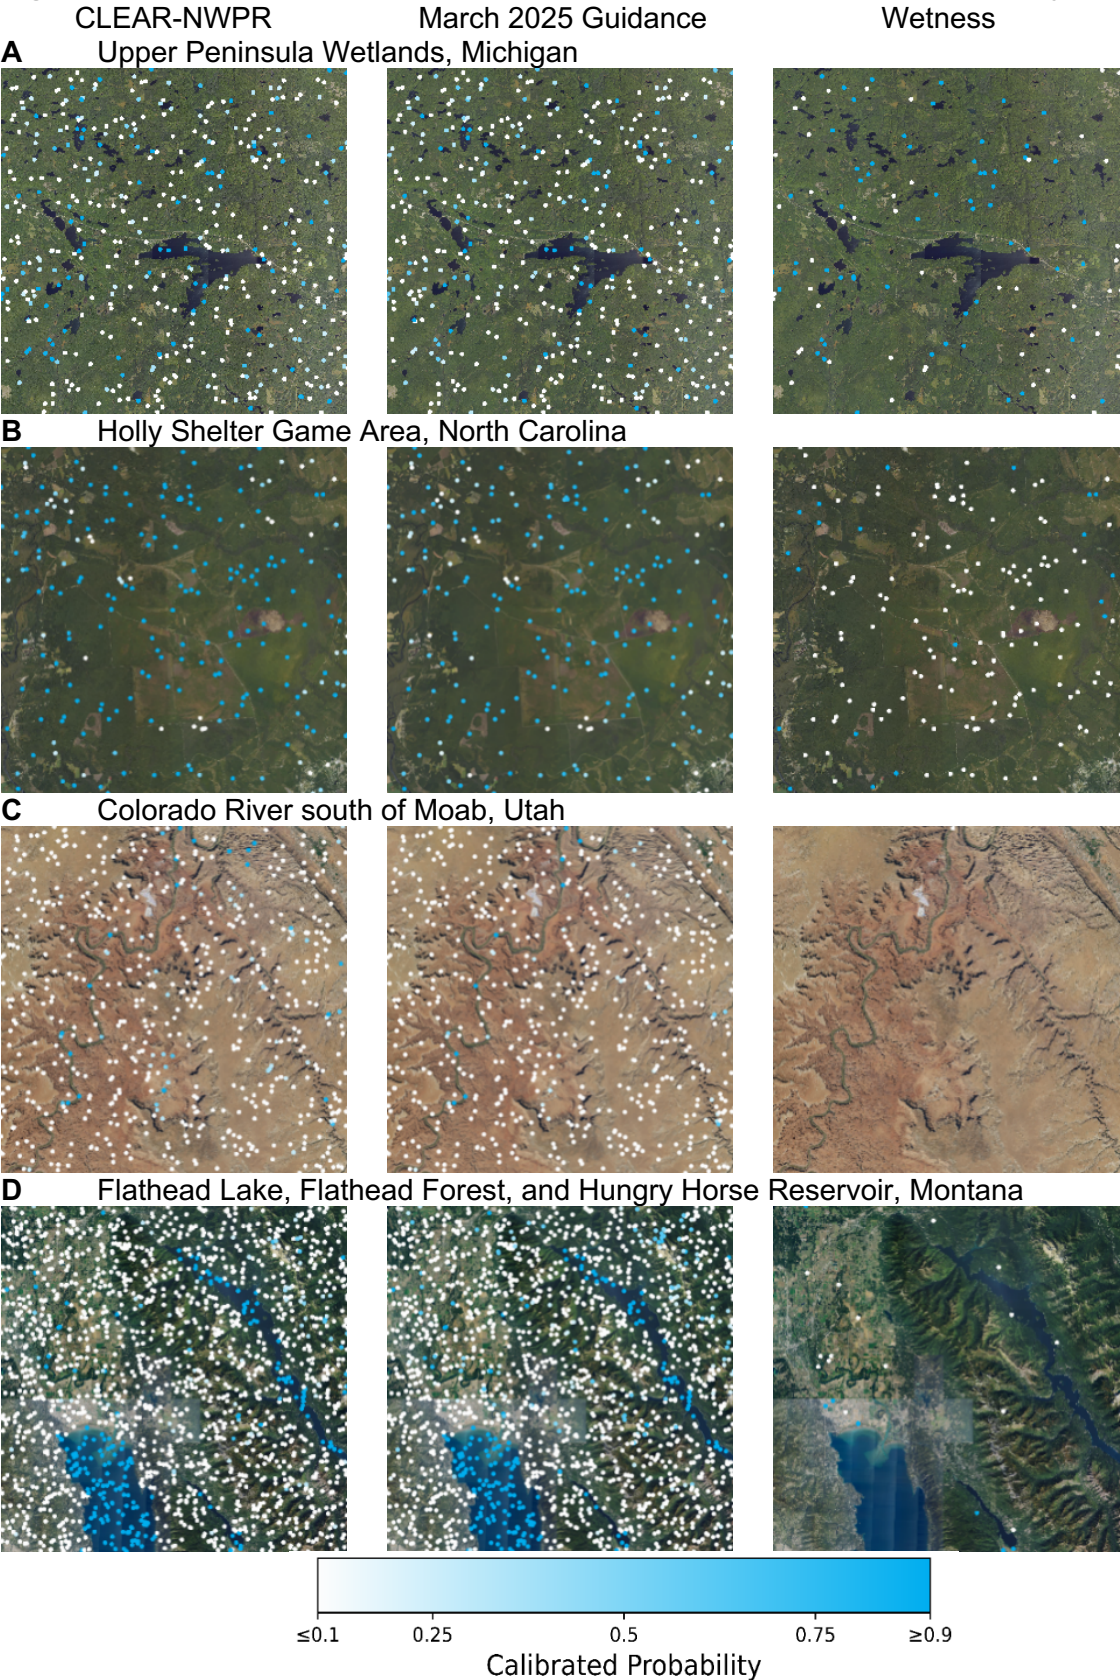 CLEAR-NWPR March 2025 Guidance Wetness
A Upper Peninsula Wetlands, Michigan
B Holly Shelter Game Area, North Carolina
C Colorado River south of Moab, Utah
D Flathead Lake, Flathead Forest, and Hungry Horse Reservoir, Montana
≤0.1 0.25 0.5 0.75 ≥0.9
Calibrated Probability